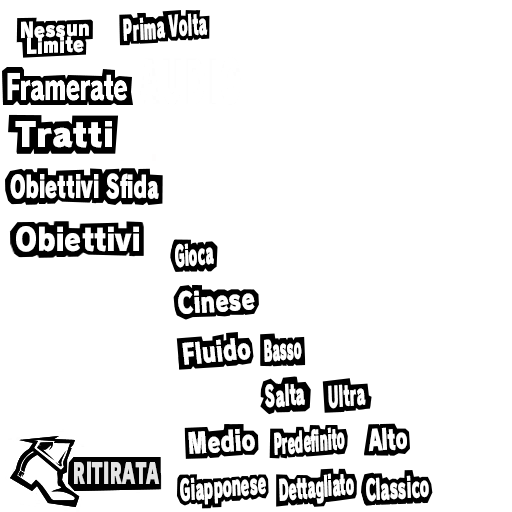 Nessun
Limite
Prima Volta
Framerate
Tratti
Obiettivi Sfida
Obiettivi
Gioca
Cinese
Fluido
Basso
Salta
Ultra
Medio
Predefinito
Alto
RITIRATA
Giapponese
Dettagliato
Classico